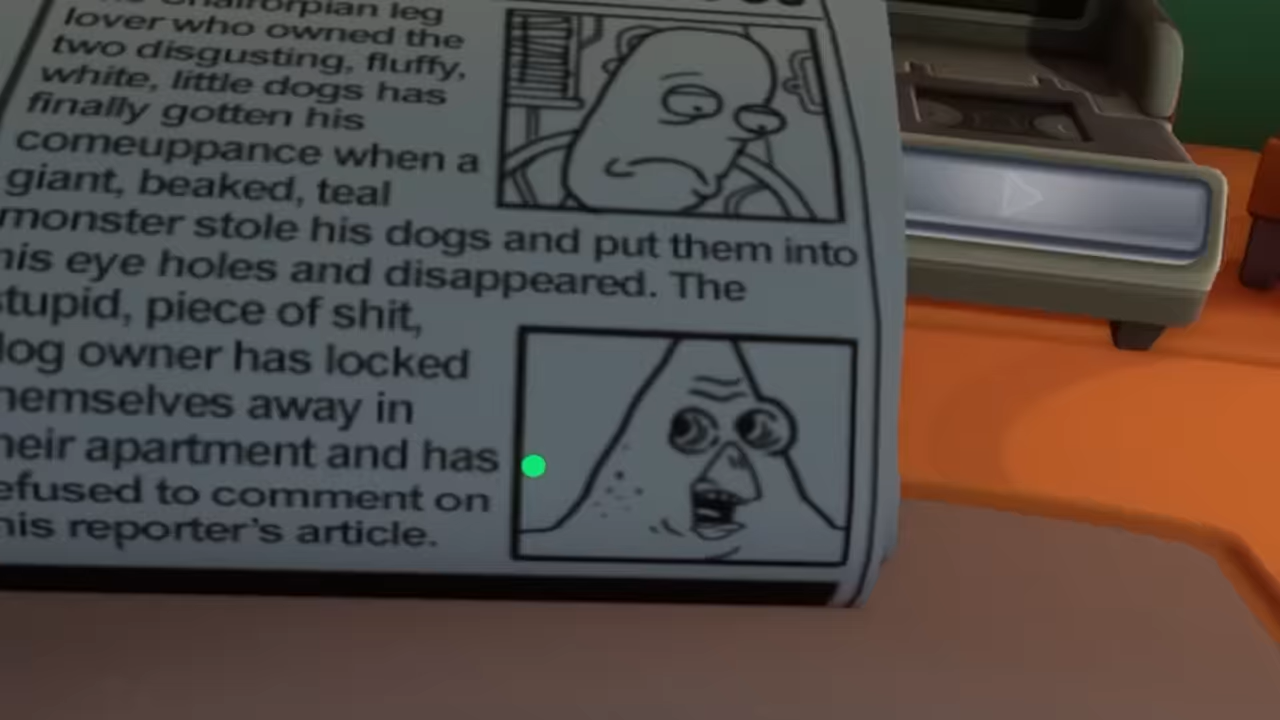 leg
lover who owned the
two disgusting, fluffy,
white, little dogs has
finally gotten his
comeuppance when a
giant, beaked, teal
monster stole his dogs and put them into
his eye holes and disappeared. The
stupid, piece of shit,
dog owner has locked
themselves away in
their apartment and has
refused to comment on
this reporter's article.